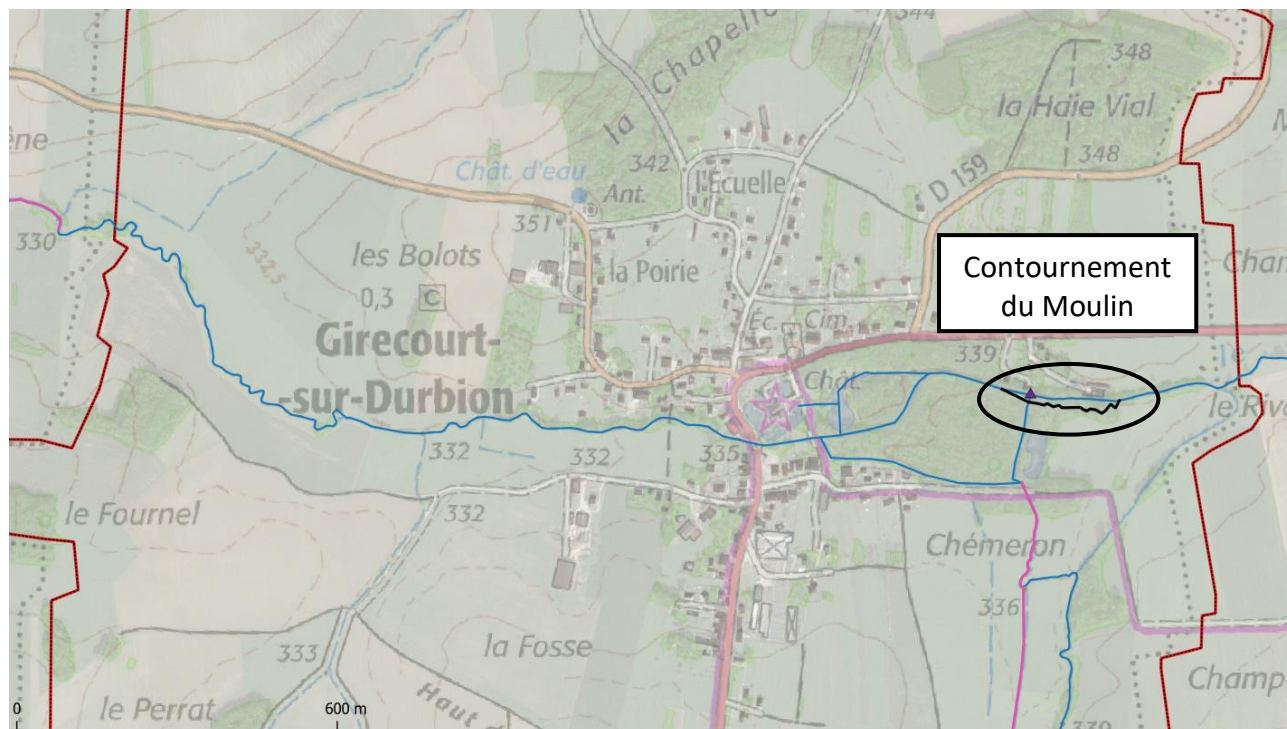 344
la Chapelle
348
la Haie Vial
ène
342
348
Chât. d'eau
l'Écuelle
Ant.
D 159
351
330
les Bolots
332,5
la Poirie
Contournement
du Moulin
0,3 C
Éc.
Cim.
Girecourt-
-sur-Durbion
339
Chât.
le
le Riv
332
332
335
332
le Fournel
Chémeron
336
la Fosse
333
Champ
le Perrat
Haut d
0
600 m
339